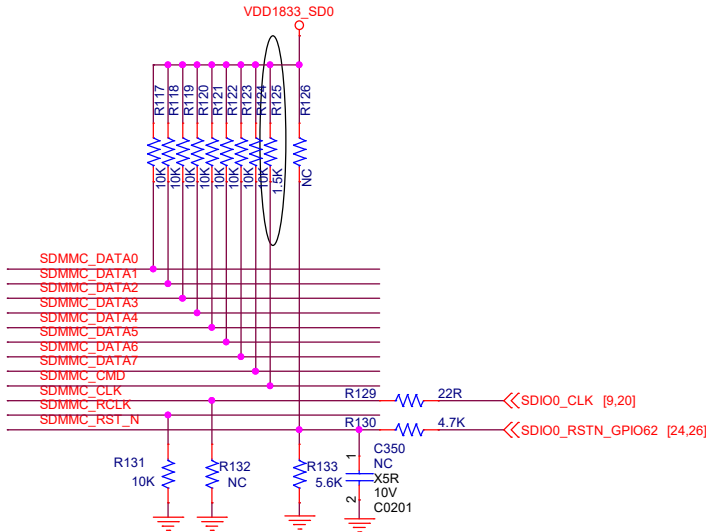 VDD1833_SD0
R117
R118
R119
R120
R121
R122
R123
R124
R125
R126
10K
10K
10K
10K
10K
10K
10K
10K
1.5K
NC
SDMMC_DATA0
SDMMC_DATA1
SDMMC_DATA2
SDMMC_DATA3
SDMMC_DATA4
SDMMC_DATA5
SDMMC_DATA6
SDMMC_DATA7
SDMMC_CMD
SDMMC_CLK
SDMMC_RCLK
SDMMC_RST_N
R129 22R SDIO0_CLK [9,20]
R130 4.7K SDIO0_RSTN_GPIO62 [24,26]
R131
10K
R132
NC
R133
5.6K
1
2
C350
NC
X5R
10V
C0201